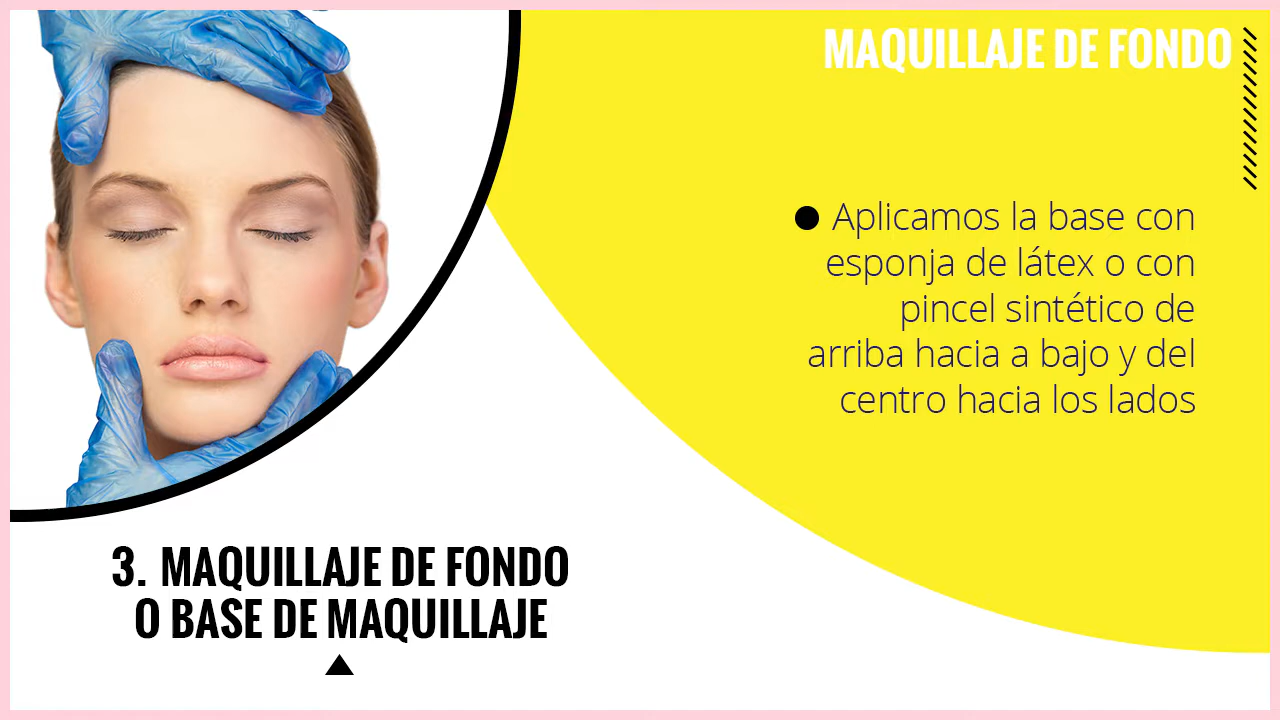 MAQUILLAJE DE FONDO
● Aplicamos la base con
esponja de látex o con
pincel sintético de
arriba hacia a bajo y del
centro hacia los lados
3. MAQUILLAJE DE FONDO
O BASE DE MAQUILLAJE